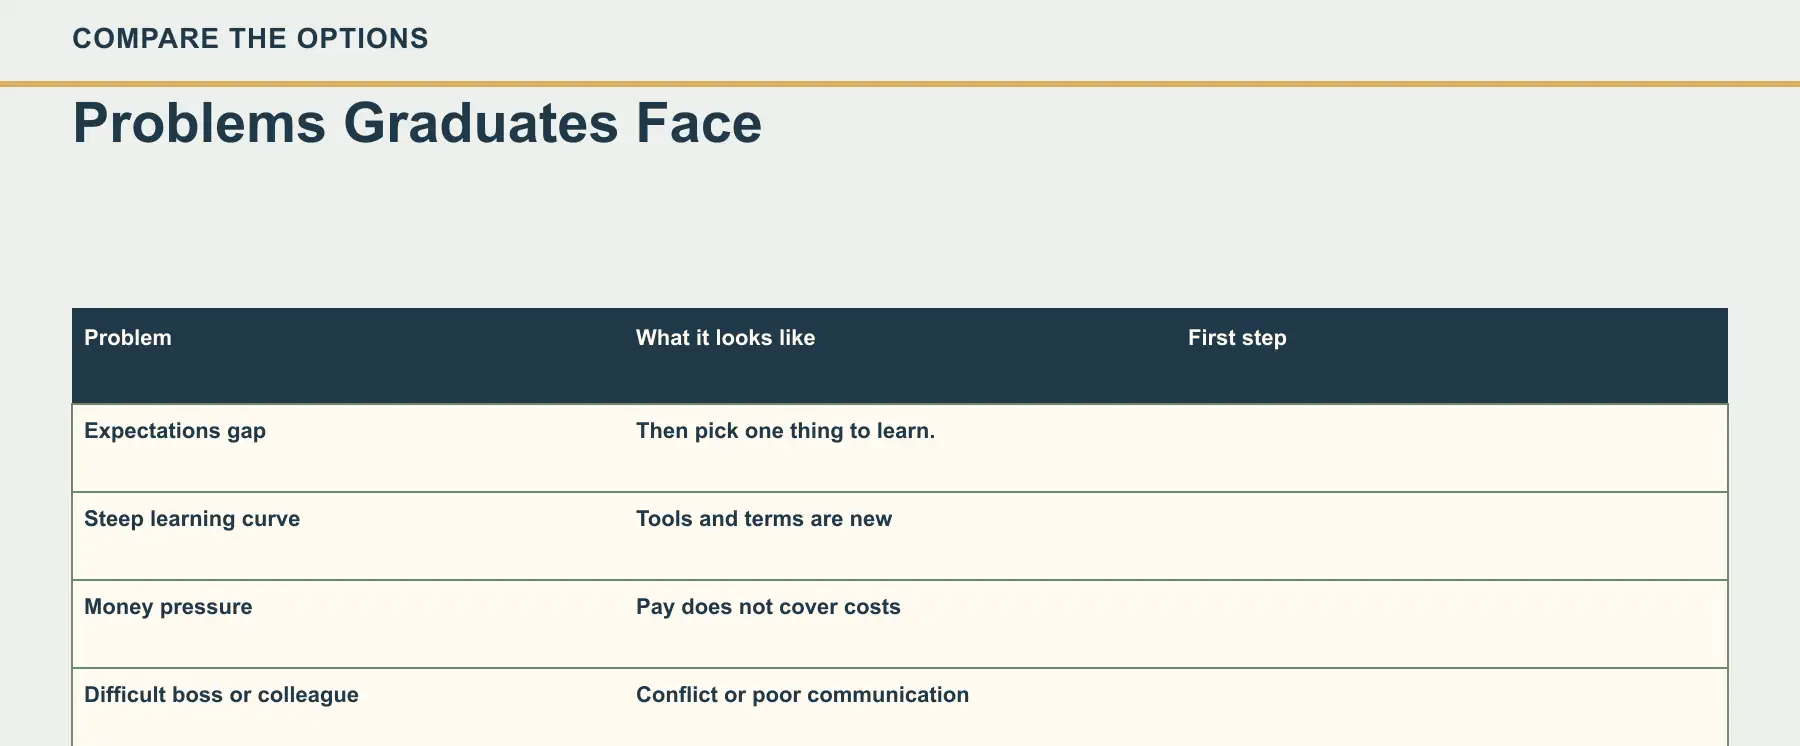 COMPARE THE OPTIONS
Problems Graduates Face
Problem What it looks like First step
Expectations gap Then pick one thing to learn.
Steep learning curve Tools and terms are new
Money pressure Pay does not cover costs
Difficult boss or colleague Conflict or poor communication